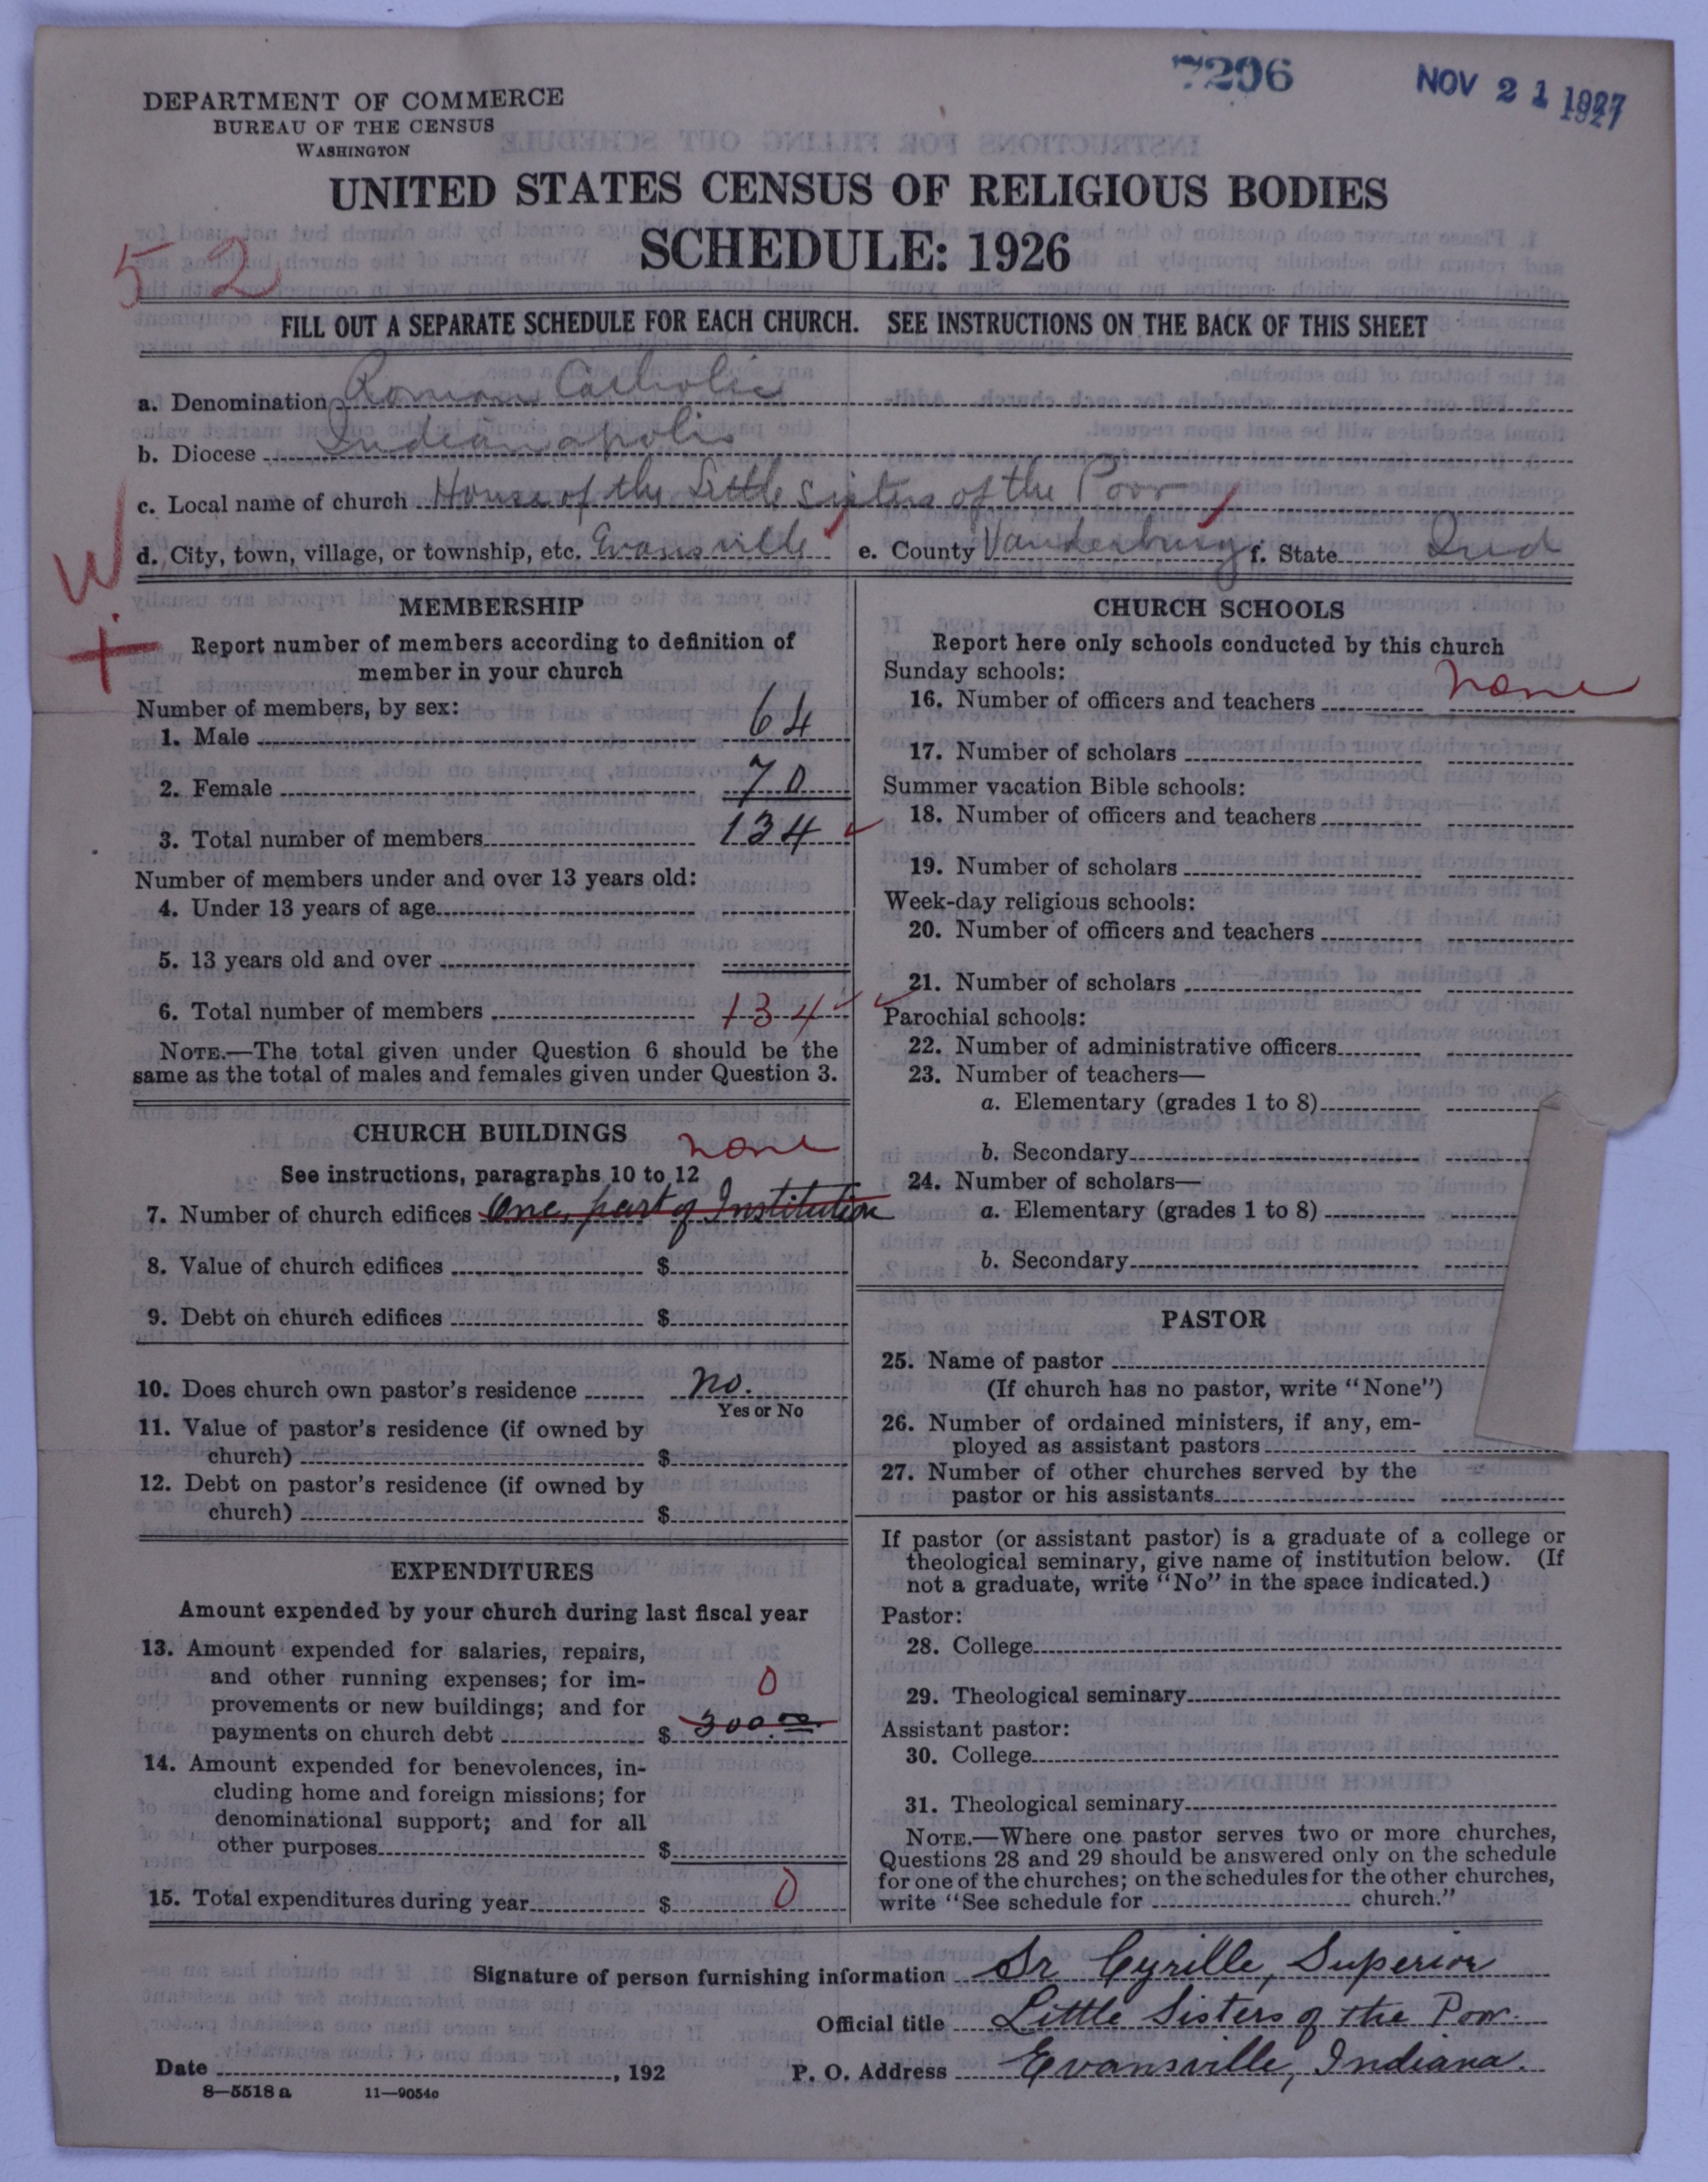 7206
NOV 21 1927
DEPARTMENT OF COMMERCE
BUREAU OF THE CENSUS
WASHINGTON
UNITED STATES CENSUS OF RELIGIOUS BODIES
SCHEDULE: 1926
52
FILL OUT A SEPARATE SCHEDULE FOR EACH CHURCH. SEE INSTRUCTIONS ON THE BACK OF THIS SHEET
a. Denomination Roman Catholic
b. Diocese Indianapolis
c. Local name of church House of the Little Sisters of the Poor
d. City, town, village, or township, etc. Evansville e. County Vanderburg f. State Ind
W
+
MEMBERSHIP
Report number of members according to definition of
member in your church
Number of members, by sex:
1. Male 64
2. Female 70
3. Total number of members 134
Number of members under and over 13 years old:
4. Under 13 years of age
5. 13 years old and over
6. Total number of members 134
NOTE.—The total given under Question 6 should be the
same as the total of males and females given under Question 3.
CHURCH BUILDINGS
none
See instructions, paragraphs 10 to 12
7. Number of church edifices One, part of Institution
8. Value of church edifices $
9. Debt on church edifices $
10. Does church own pastor's residence no.
Yes or No
11. Value of pastor's residence (if owned by
church) $
12. Debt on pastor's residence (if owned by
church) $
EXPENDITURES
Amount expended by your church during last fiscal year
13. Amount expended for salaries, repairs,
and other running expenses; for im-
0
provements or new buildings; and for
payments on church debt $ 300.00
14. Amount expended for benevolences, in-
cluding home and foreign missions; for
denominational support; and for all
other purposes $
15. Total expenditures during year $ 0
CHURCH SCHOOLS
Report here only schools conducted by this church
Sunday schools:
16. Number of officers and teachers none
17. Number of scholars
Summer vacation Bible schools:
18. Number of officers and teachers
19. Number of scholars
Week-day religious schools:
20. Number of officers and teachers
21. Number of scholars
Parochial schools:
22. Number of administrative officers
23. Number of teachers—
a. Elementary (grades 1 to 8)
b. Secondary
24. Number of scholars—
a. Elementary (grades 1 to 8)
b. Secondary
PASTOR
25. Name of pastor
(If church has no pastor, write "None")
26. Number of ordained ministers, if any, em-
ployed as assistant pastors
27. Number of other churches served by the
pastor or his assistants
If pastor (or assistant pastor) is a graduate of a college or
theological seminary, give name of institution below. (If
not a graduate, write "No" in the space indicated.)
Pastor:
28. College
29. Theological seminary
Assistant pastor:
30. College
31. Theological seminary
NOTE.—Where one pastor serves two or more churches,
Questions 28 and 29 should be answered only on the schedule
for one of the churches; on the schedules for the other churches,
write "See schedule for church."
Signature of person furnishing information Sr Cyrille, Superior
Official title Little Sisters of the Poor.
Date , 192 P. O. Address Evansville, Indiana.
8—5518 a 11—9054c